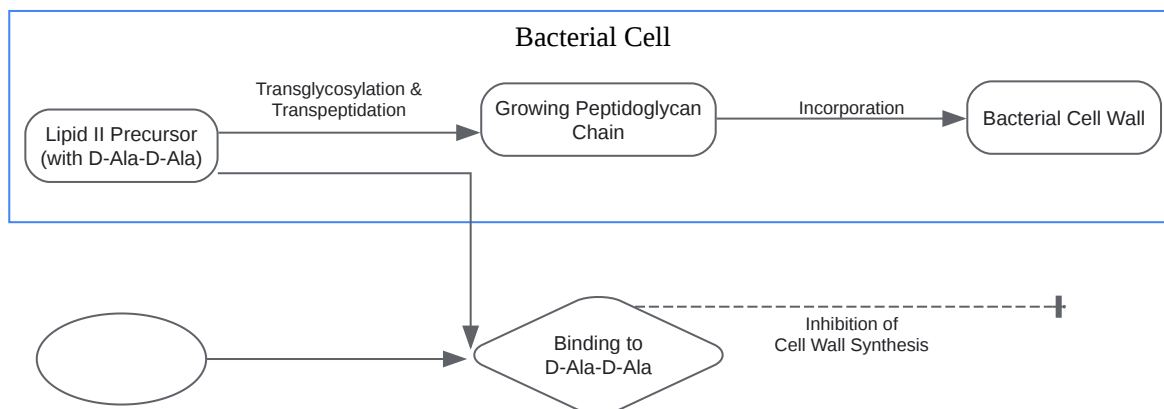 Bacterial Cell
Transglycosylation &
Transpeptidation
Lipid II Precursor
(with D-Ala-D-Ala)
Growing Peptidoglycan
Chain
Incorporation
Bacterial Cell Wall
Binding to
D-Ala-D-Ala
Inhibition of
Cell Wall Synthesis